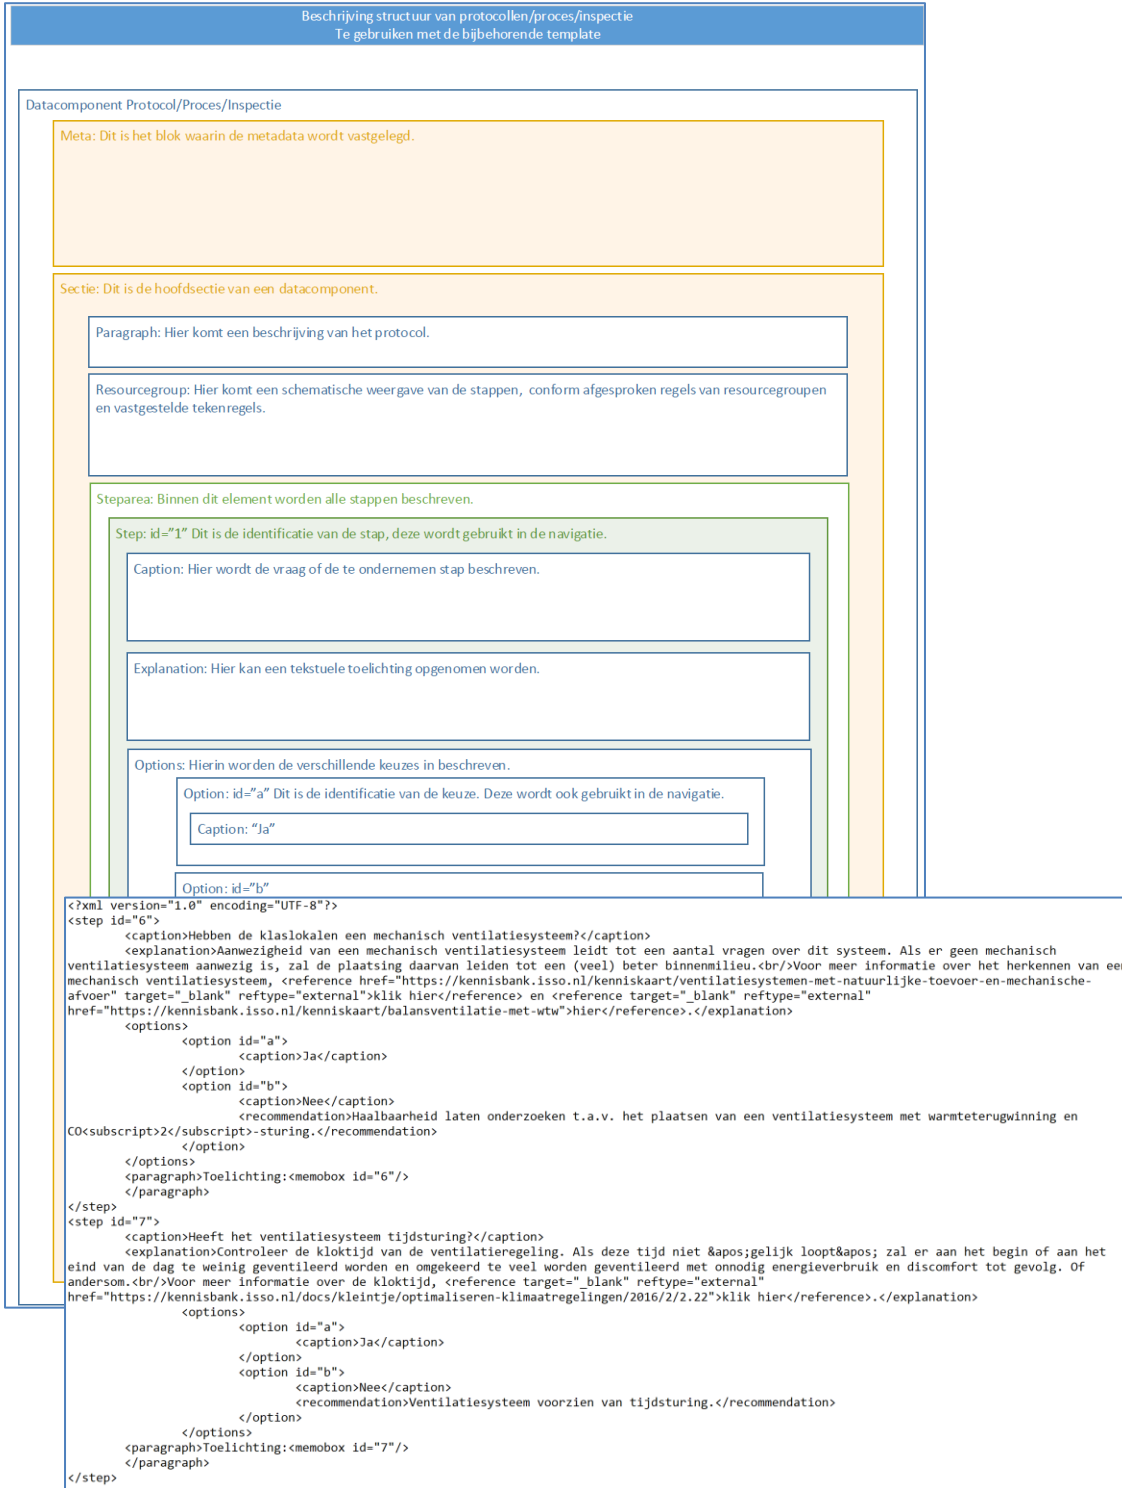 Beschrijving structuur van protocollen/proces/inspectie
Te gebruiken met de bijbehorende template
Datacomponent Protocol/Proces/Inspectie
Meta: Dit is het blok waarin de metadata wordt vastgelegd.
Sectie: Dit is de hoofdsectie van een datacomponent.
Paragraph: Hier komt een beschrijving van het protocol.
Resourcegroup: Hier komt een schematische weergave van de stappen, conform afgesproken regels van resourcegroupen
en vastgestelde tekenregels.
Steparea: Binnen dit element worden alle stappen beschreven.
Step: id=”1” Dit is de identificatie van de stap, deze wordt gebruikt in de navigatie.
Caption: Hier wordt de vraag of de te ondernemen stap beschreven.
Explanation: Hier kan een tekstuele toelichting opgenomen worden.
Options: Hierin worden de verschillende keuzes in beschreven.
Option: id=”a” Dit is de identificatie van de keuze. Deze wordt ook gebruikt in de navigatie.
Caption: “Ja”
Option: id=”b”
<?xml version="1.0" encoding="UTF-8"?>
<step id="6">
<caption>Hebben de klaslokalen een mechanisch ventilatiesysteem?</caption>
<explanation>Aanwezigheid van een mechanisch ventilatiesysteem leidt tot een aantal vragen over dit systeem. Als er geen mechanisch
ventilatiesysteem aanwezig is, zal de plaatsing daarvan leiden tot een (veel) beter binnenmilieu.<br/>Voor meer informatie over het herkennen van een
mechanisch ventilatiesysteem, <reference href="https://kennisbank.isso.nl/kenniskaart/ventilatiesystemen-met-natuurlijke-toevoer-en-mechanische-
afvoer" target="_blank" reftype="external">klik hier</reference> en <reference target="_blank" reftype="external"
href="https://kennisbank.isso.nl/kenniskaart/balansventilatie-met-wtw">hier</reference>.</explanation>
<options>
<option id="a">
<caption>Ja</caption>
</option>
<option id="b">
<caption>Nee</caption>
<recommendation>Haalbaarheid laten onderzoeken t.a.v. het plaatsen van een ventilatiesysteem met warmteterugwinning en
CO<subscript>2</subscript>-sturing.</recommendation>
</option>
</options>
<paragraph>Toelichting:<memobox id="6"/>
</paragraph>
</step>
<step id="7">
<caption>Heeft het ventilatiesysteem tijdsturing?</caption>
<explanation>Controleer de kloktijd van de ventilatieregeling. Als deze tijd niet &apos;gelijk loopt&apos; zal er aan het begin of aan het
eind van de dag te weinig geventileerd worden en omgekeerd te veel worden geventileerd met onnodig energieverbruik en discomfort tot gevolg. Of
andersom.<br/>Voor meer informatie over de kloktijd, <reference target="_blank" reftype="external"
href="https://kennisbank.isso.nl/docs/kleintje/optimaliseren-klimaatregelingen/2016/2/2.22">klik hier</reference>.</explanation>
<options>
<option id="a">
<caption>Ja</caption>
</option>
<option id="b">
<caption>Nee</caption>
<recommendation>Ventilatiesysteem voorzien van tijdsturing.</recommendation>
</option>
</options>
<paragraph>Toelichting:<memobox id="7"/>
</paragraph>
</step>